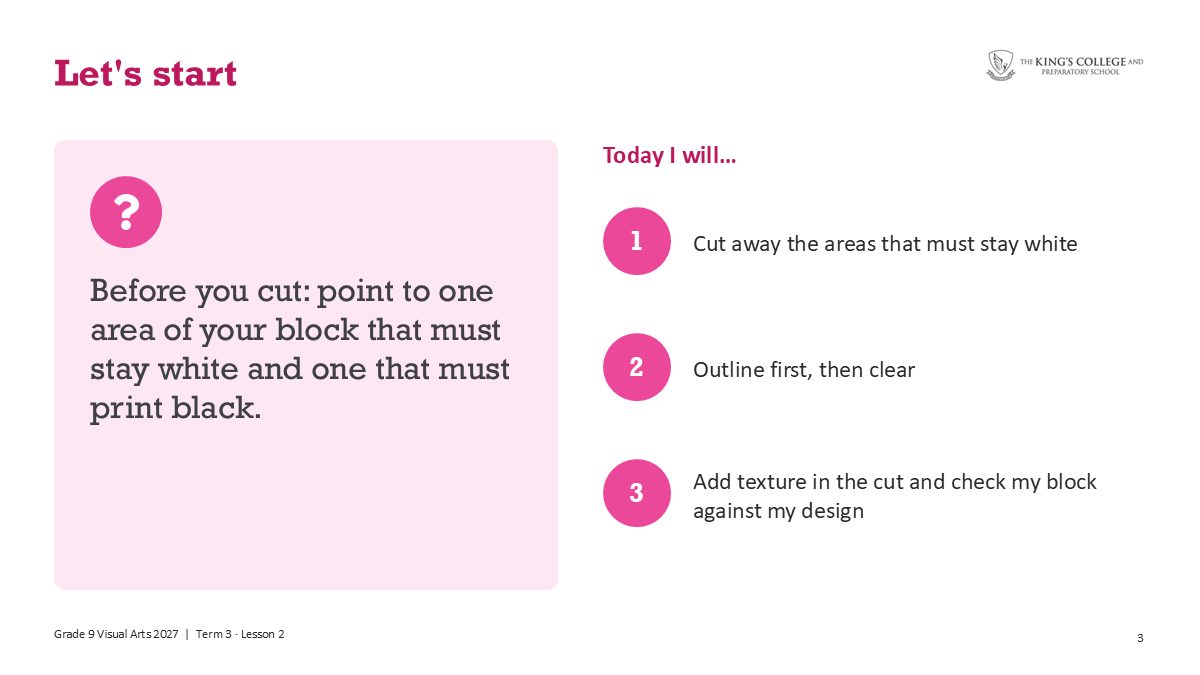 Let's start
THE KING'S COLLEGE AND
PREPARATORY SCHOOL
?
Before you cut: point to one
area of your block that must
stay white and one that must
print black.
Today I will...
1
Cut away the areas that must stay white
2
Outline first, then clear
3
Add texture in the cut and check my block
against my design
Grade 9 Visual Arts 2027 | Term 3 · Lesson 2
3